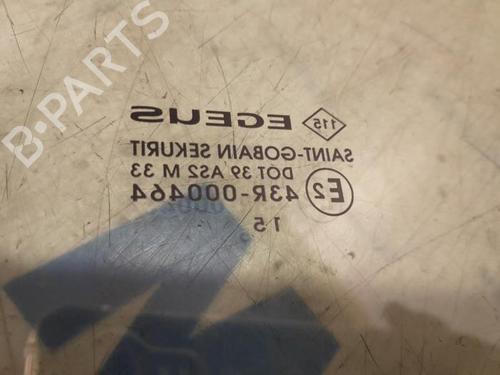 B-PARTS
115 EGEUS
SAINT-GOBAIN SEKURIT
DOT 39 AS2 M 33
E2 43R-000464
15